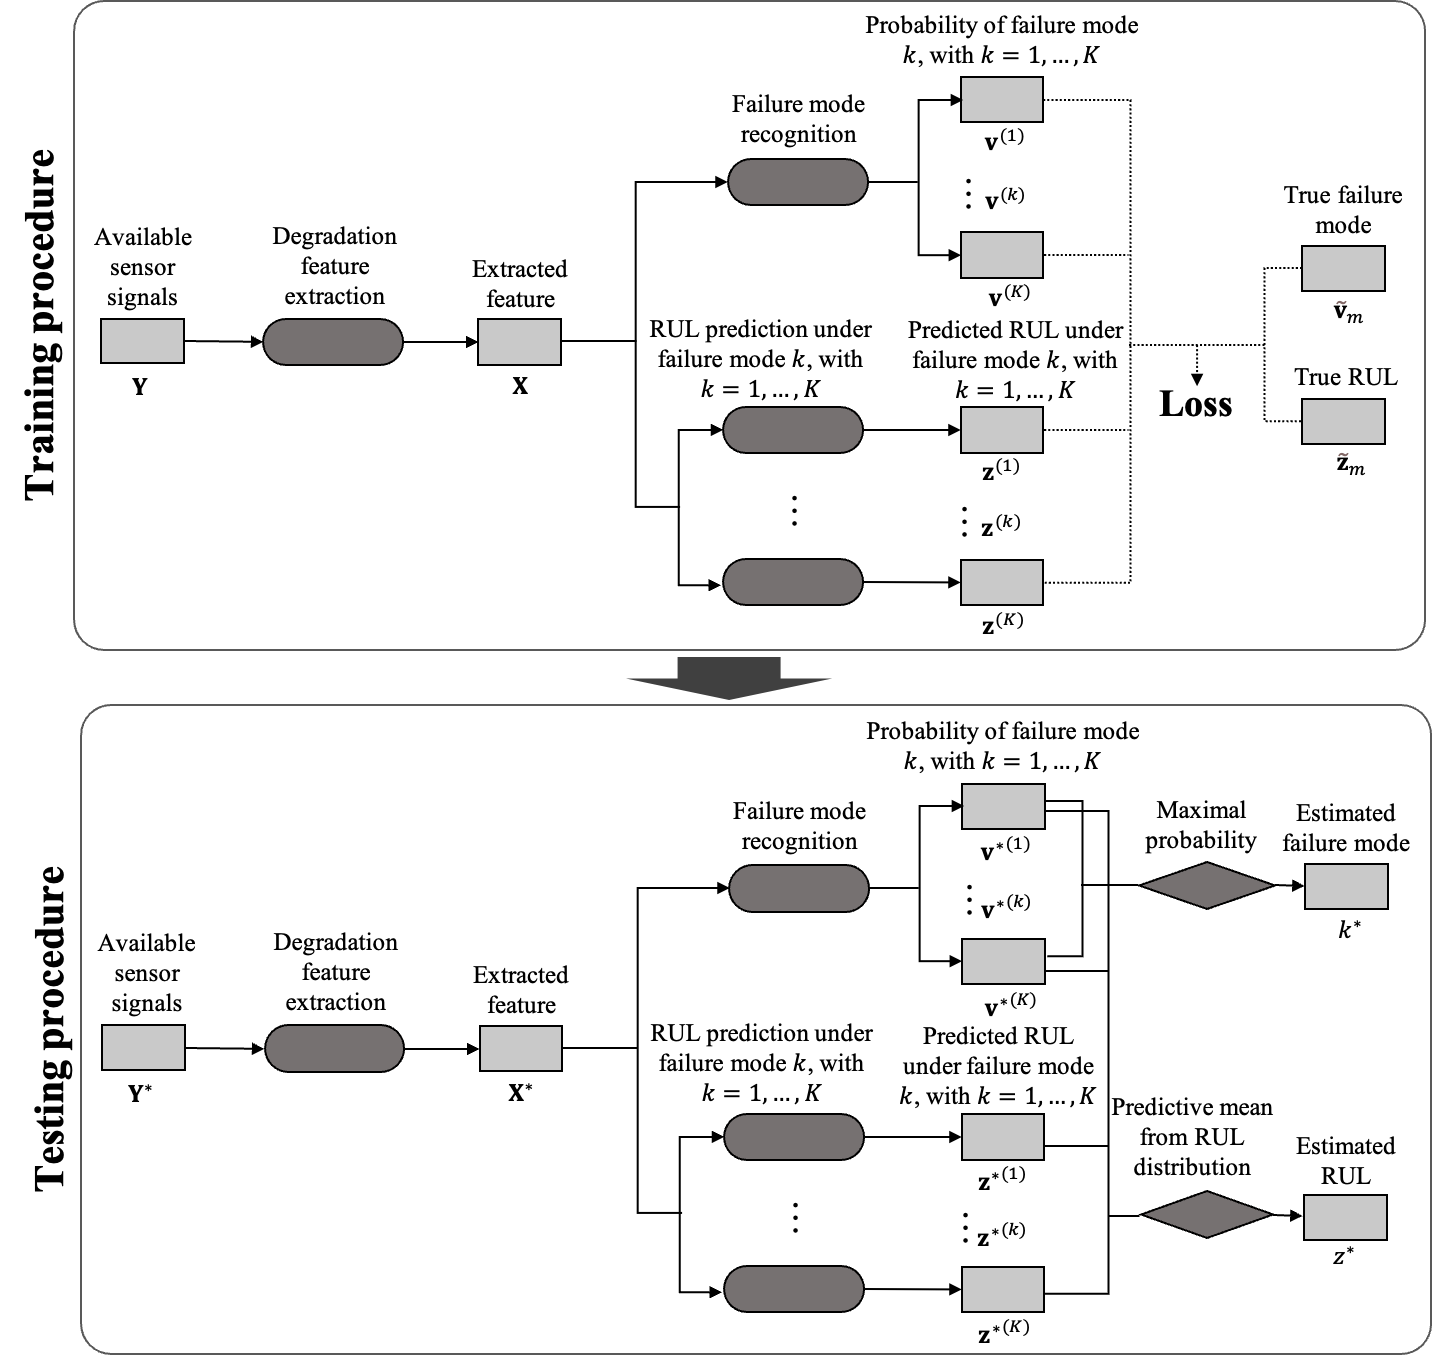 Training procedure
Available
sensor
signals
𝐘
Degradation
feature
extraction
Extracted
feature
𝐗
Failure mode
recognition
Probability of failure mode
k, with k = 1, … , K
𝐯⁽¹⁾
⋮ 𝐯⁽ᵏ⁾
𝐯⁽ᴷ⁾
RUL prediction under
failure mode k, with
k = 1, … , K
⋮
Predicted RUL under
failure mode k, with
k = 1, … , K
𝐳⁽¹⁾
⋮ 𝐳⁽ᵏ⁾
𝐳⁽ᴷ⁾
Loss
True failure
mode
𝐯̃ₘ
True RUL
𝐳̃ₘ
Testing procedure
Available
sensor
signals
𝐘*
Degradation
feature
extraction
Extracted
feature
𝐗*
Failure mode
recognition
Probability of failure mode
k, with k = 1, … , K
𝐯*⁽¹⁾
⋮ 𝐯*⁽ᵏ⁾
𝐯*⁽ᴷ⁾
RUL prediction under
failure mode k, with
k = 1, … , K
⋮
Predicted RUL
under failure mode
k, with k = 1, … , K
𝐳*⁽¹⁾
⋮ 𝐳*⁽ᵏ⁾
𝐳*⁽ᴷ⁾
Maximal
probability
Estimated
failure mode
k*
Predictive mean
from RUL
distribution
Estimated
RUL
z*